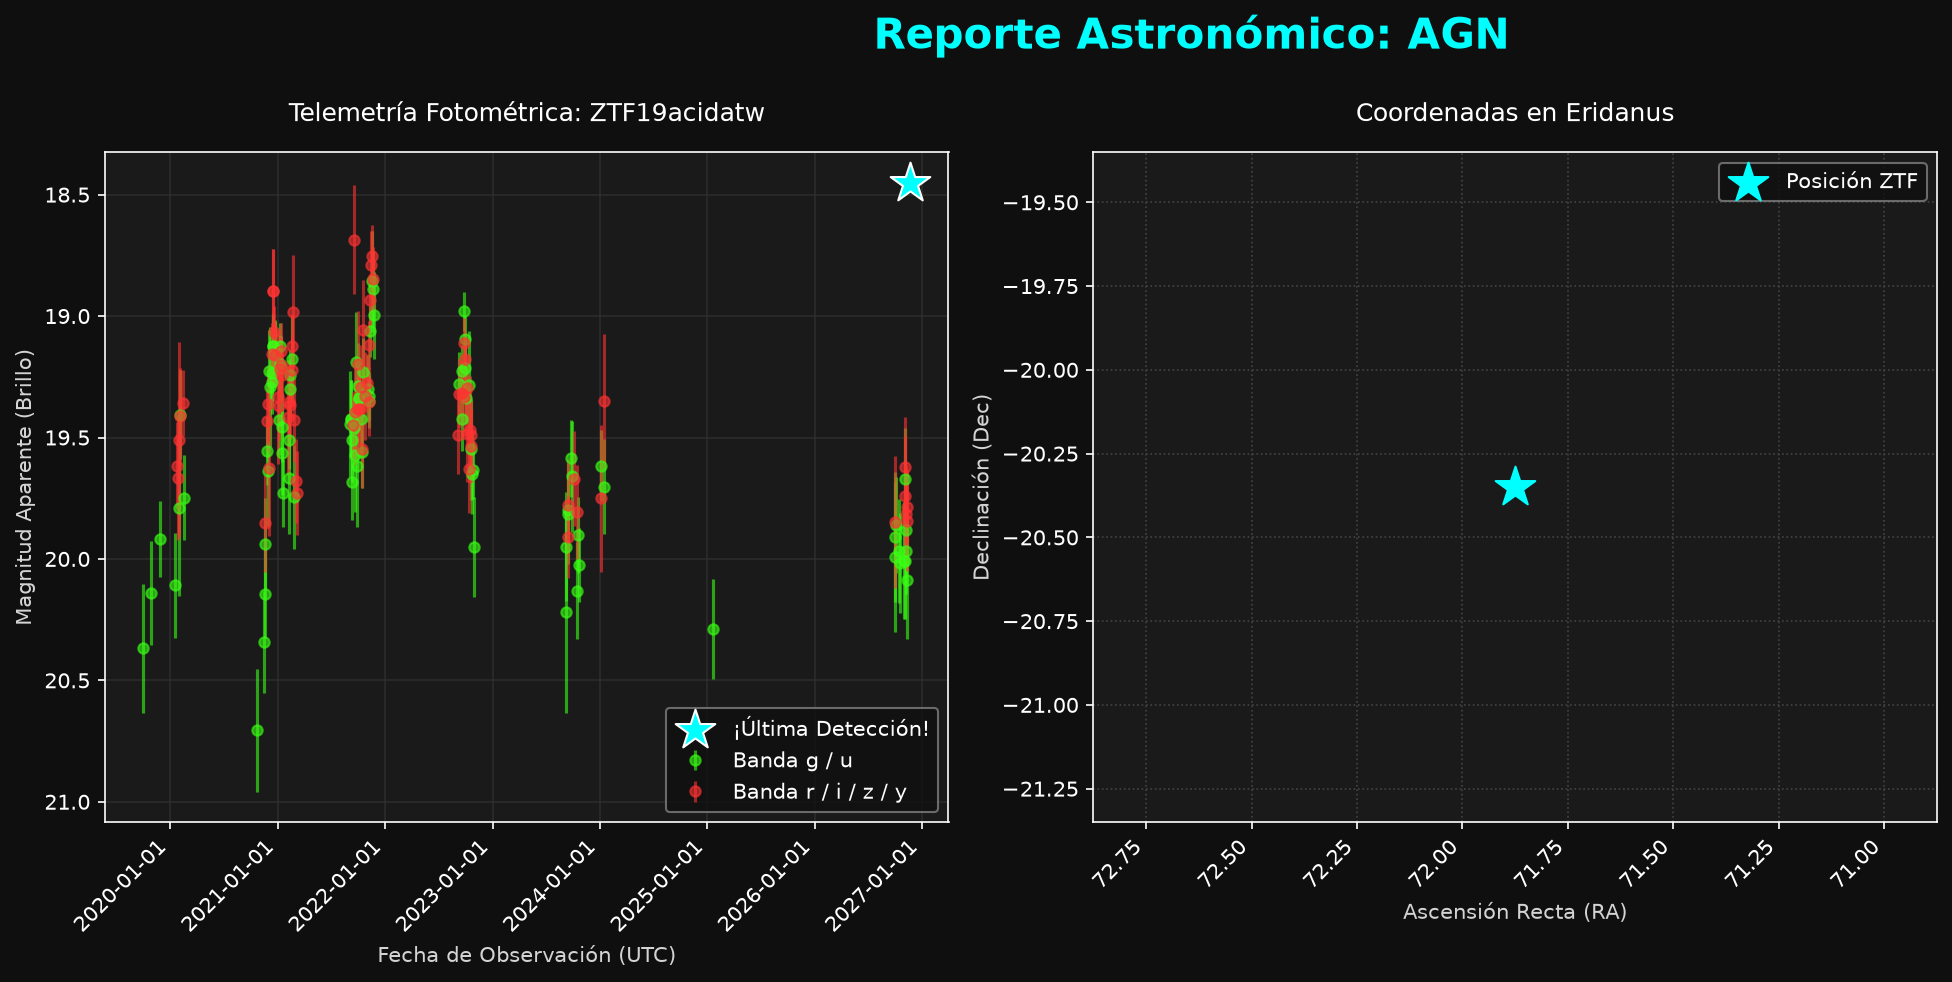 Reporte Astronómico: AGN
Telemetría Fotométrica: ZTF19acidatw
Magnitud Aparente (Brillo)
18.5
19.0
19.5
20.0
20.5
21.0
¡Última Detección!
Banda g / u
Banda r / i / z / y
2020-01-01
2021-01-01
2022-01-01
2023-01-01
2024-01-01
2025-01-01
2026-01-01
2027-01-01
Fecha de Observación (UTC)
Coordenadas en Eridanus
Posición ZTF
Declinación (Dec)
−19.50
−19.75
−20.00
−20.25
−20.50
−20.75
−21.00
−21.25
72.75
72.50
72.25
72.00
71.75
71.50
71.25
71.00
Ascensión Recta (RA)